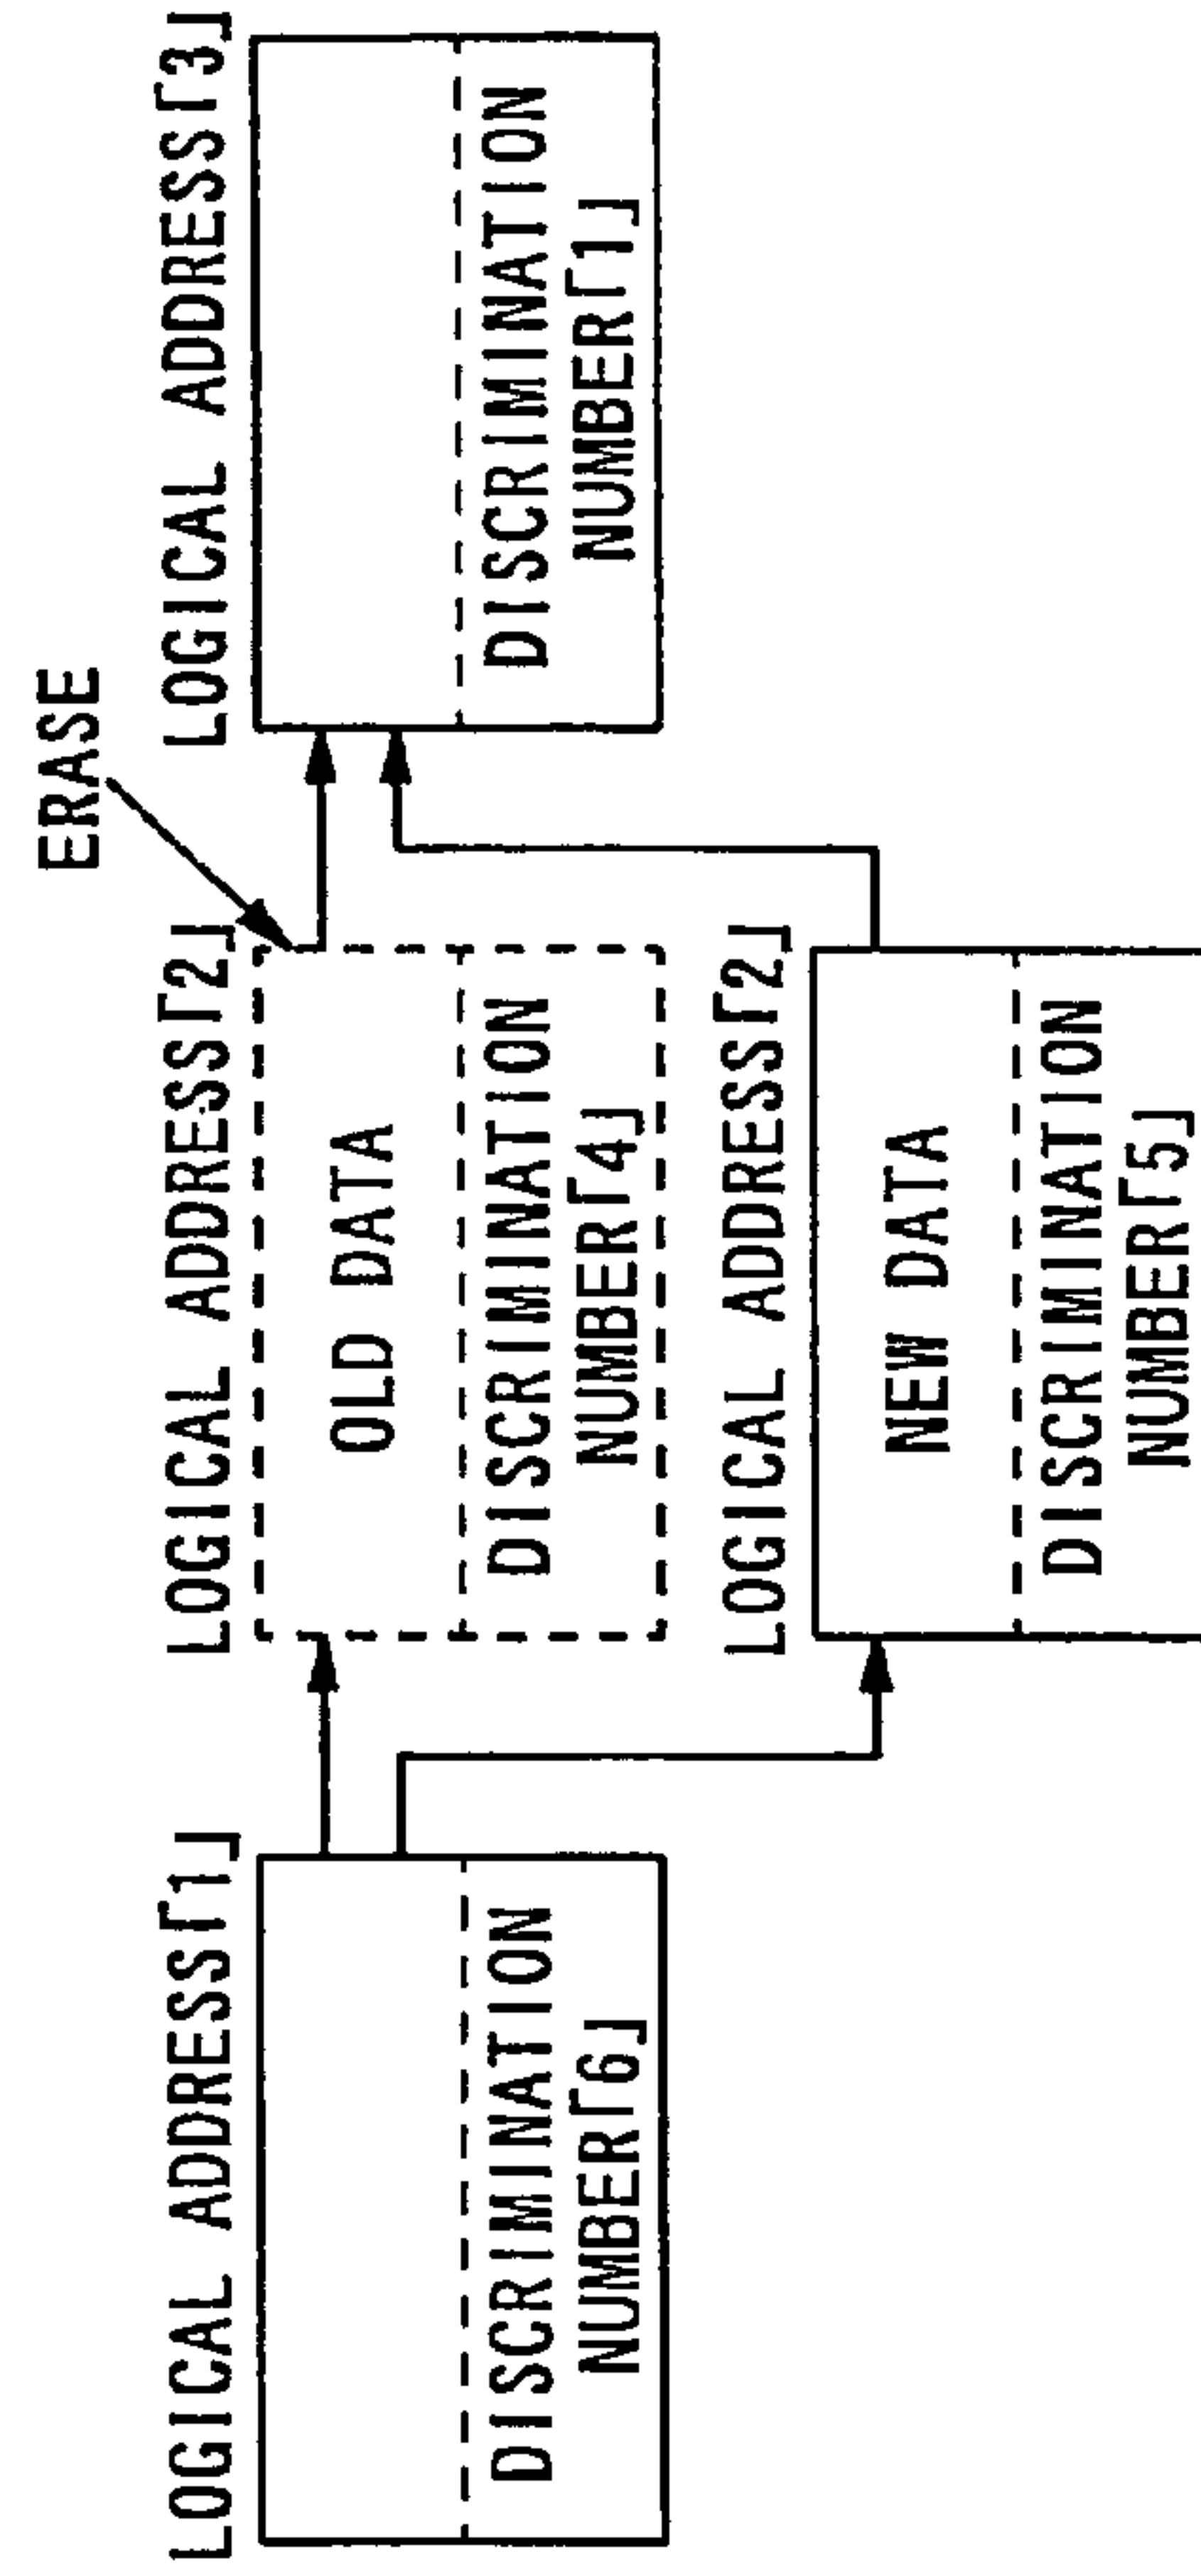 ERASE
LOGICAL ADDRESS「1」
DISCRIMINATION
NUMBER「6」
LOGICAL ADDRESS「2」
OLD DATA
DISCRIMINATION
NUMBER「4」
LOGICAL ADDRESS「3」
DISCRIMINATION
NUMBER「1」
LOGICAL ADDRESS「2」
NEW DATA
DISCRIMINATION
NUMBER「5」